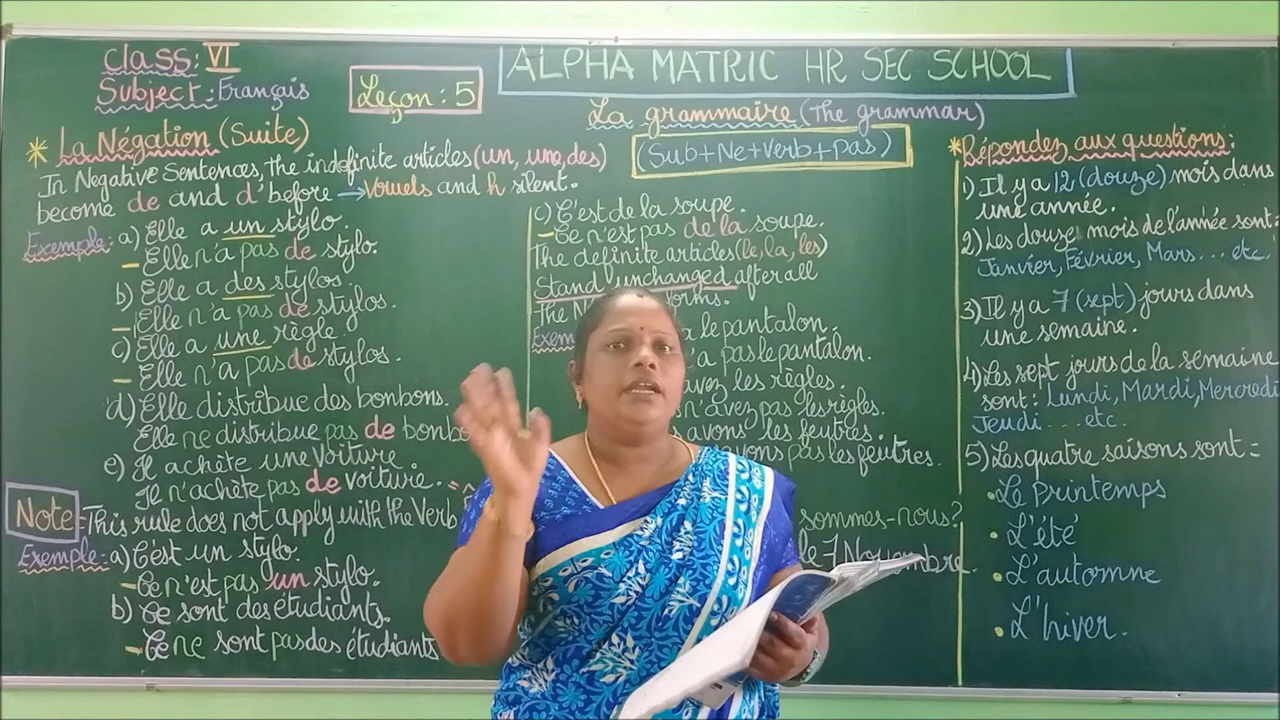 Class: VI
Subject: Français
Leçon: 5
ALPHA MATRIC HR SEC SCHOOL
La grammaire (The grammar)
* La Négation (Suite)
(Sub+Ne+Verb+pas)
In Negative Sentences, the indefinite articles (un, une, des)
become de and d' before → Vowels and h silent.
Exemple: a) Elle a un stylo.
– Elle n'a pas de stylo.
b) Elle a des stylos.
– Elle n'a pas de stylos.
c) Elle a une règle.
– Elle n'a pas de stylos.
d) Elle distribue des bonbons.
Elle ne distribue pas de
e) Il achète une voiture.
Il n'achète pas de voiture.
Note: This rule does not apply with the Verb
Exemple: a) C'est un stylo.
– Ce n'est pas un stylo.
b) Ce sont des étudiants.
– Ce ne sont pas des étudiants
c) C'est de la soupe.
– Ce n'est pas de la soupe.
The definite articles (le, la, les)
Stand unchanged after all
The
a le pantalon.
a pas le pantalon.
avez les règles.
n'avez pas les règles.
avons les feutres.
avons pas les feutres.
sommes-nous?
le 7 Novembre.
* Répondez aux questions:
1) Il y a 12 (douze) mois dans
une année.
2) Les douze mois de l'année sont:
Janvier, Février, Mars... etc.
3) Il y a 7 (sept) jours dans
une semaine.
4) Les sept jours de la semaine
sont: Lundi, Mardi, Mercredi
Jeudi .... etc.
5) Les quatre saisons sont =
• Le Printemps
• L'été
• L'automne
• L'hiver.